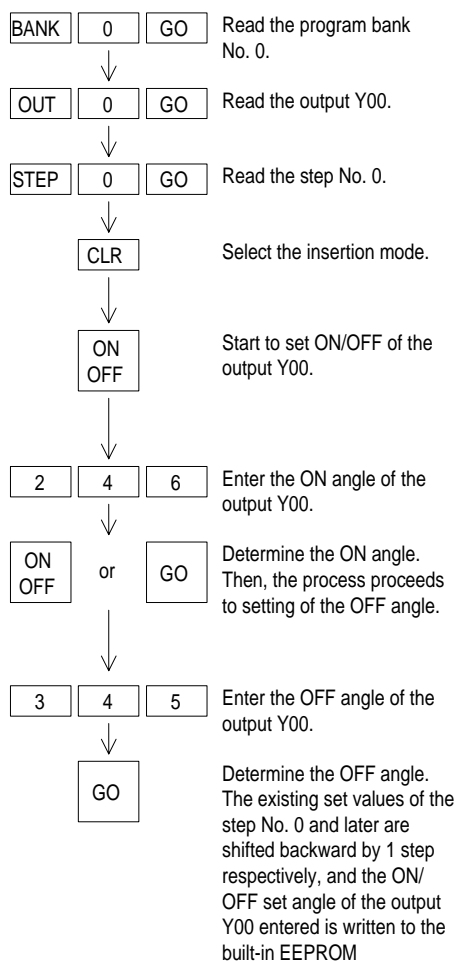 BANK 0 GO Read the program bank
No. 0.
OUT 0 GO Read the output Y00.
STEP 0 GO Read the step No. 0.
CLR Select the insertion mode.
ON Start to set ON/OFF of the
OFF output Y00.
2 4 6 Enter the ON angle of the
output Y00.
ON or GO Determine the ON angle.
OFF Then, the process proceeds
to setting of the OFF angle.
3 4 5 Enter the OFF angle of the
output Y00.
GO Determine the OFF angle.
The existing set values of the
step No. 0 and later are
shifted backward by 1 step
respectively, and the ON/
OFF set angle of the output
Y00 entered is written to the
built-in EEPROM